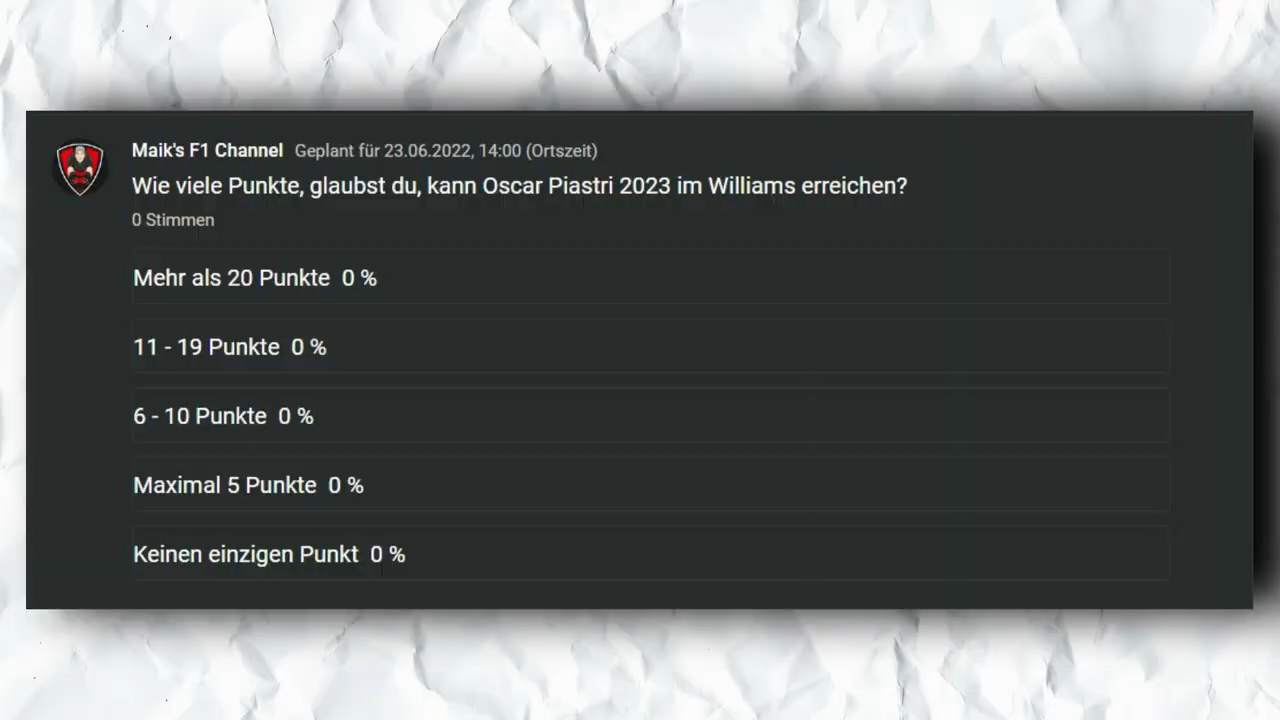 Maik's F1 Channel Geplant für 23.06.2022, 14:00 (Ortszeit)
Wie viele Punkte, glaubst du, kann Oscar Piastri 2023 im Williams erreichen?
0 Stimmen
Mehr als 20 Punkte 0 %
11 - 19 Punkte 0 %
6 - 10 Punkte 0 %
Maximal 5 Punkte 0 %
Keinen einzigen Punkt 0 %